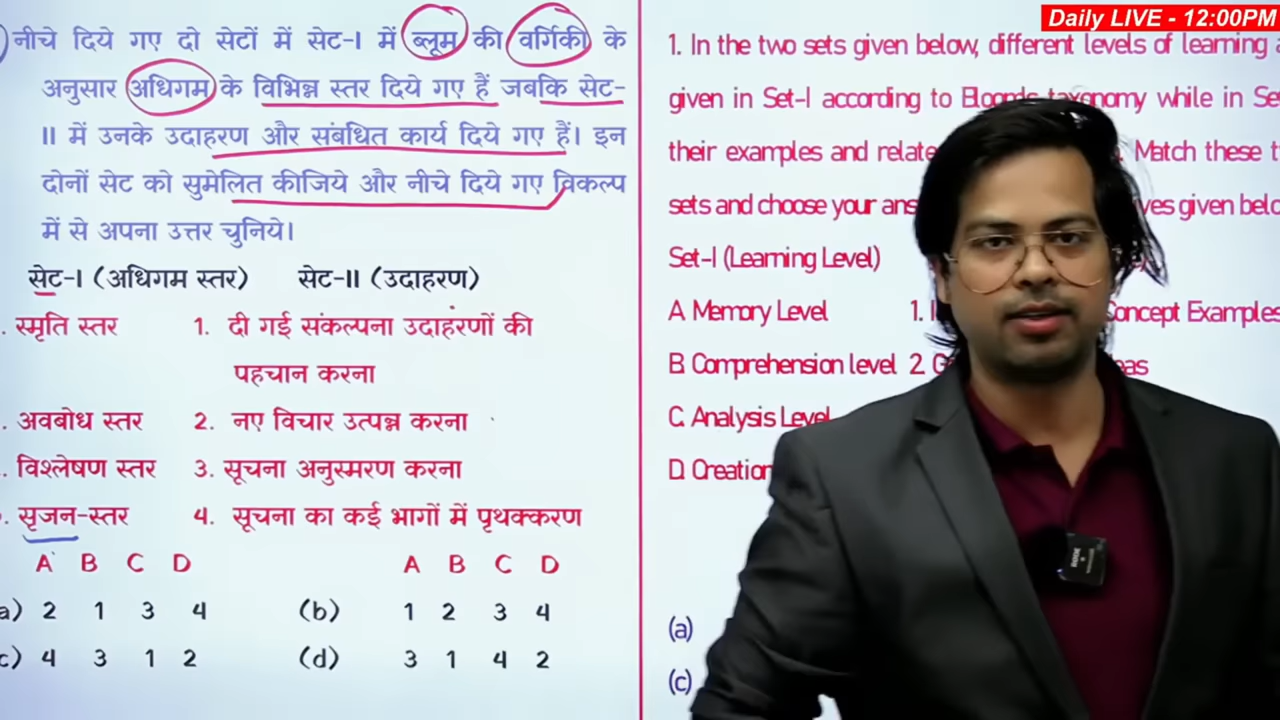 Daily LIVE - 12:00PM
नीचे दिये गए दो सेटों में सेट-I में ब्लूम की वर्गिकी के
अनुसार अधिगम के विभिन्न स्तर दिये गए हैं जबकि सेट-
II में उनके उदाहरण और संबधित कार्य दिये गए हैं। इन
दोनों सेट को सुमेलित कीजिये और नीचे दिये गए विकल्प
में से अपना उत्तर चुनिये।
सेट-I (अधिगम स्तर) सेट-II (उदाहरण)
. स्मृति स्तर 1. दी गई संकल्पना उदाहरणों की
पहचान करना
. अवबोध स्तर 2. नए विचार उत्पन्न करना
. विश्लेषण स्तर 3. सूचना अनुस्मरण करना
. सृजन-स्तर 4. सूचना का कई भागों में पृथक्करण
A B C D A B C D
a) 2 1 3 4 (b) 1 2 3 4
c) 4 3 1 2 (d) 3 1 4 2
1. In the two sets given below, different levels of learning
given in Set-I according to taxonomy while in
their examples and Match these
sets and choose your given
Set-I (Learning Level)
A Memory Level 1. Concept Examples
B. Comprehension level 2.
C. Analysis Level
D. Creation
(a)
(c)